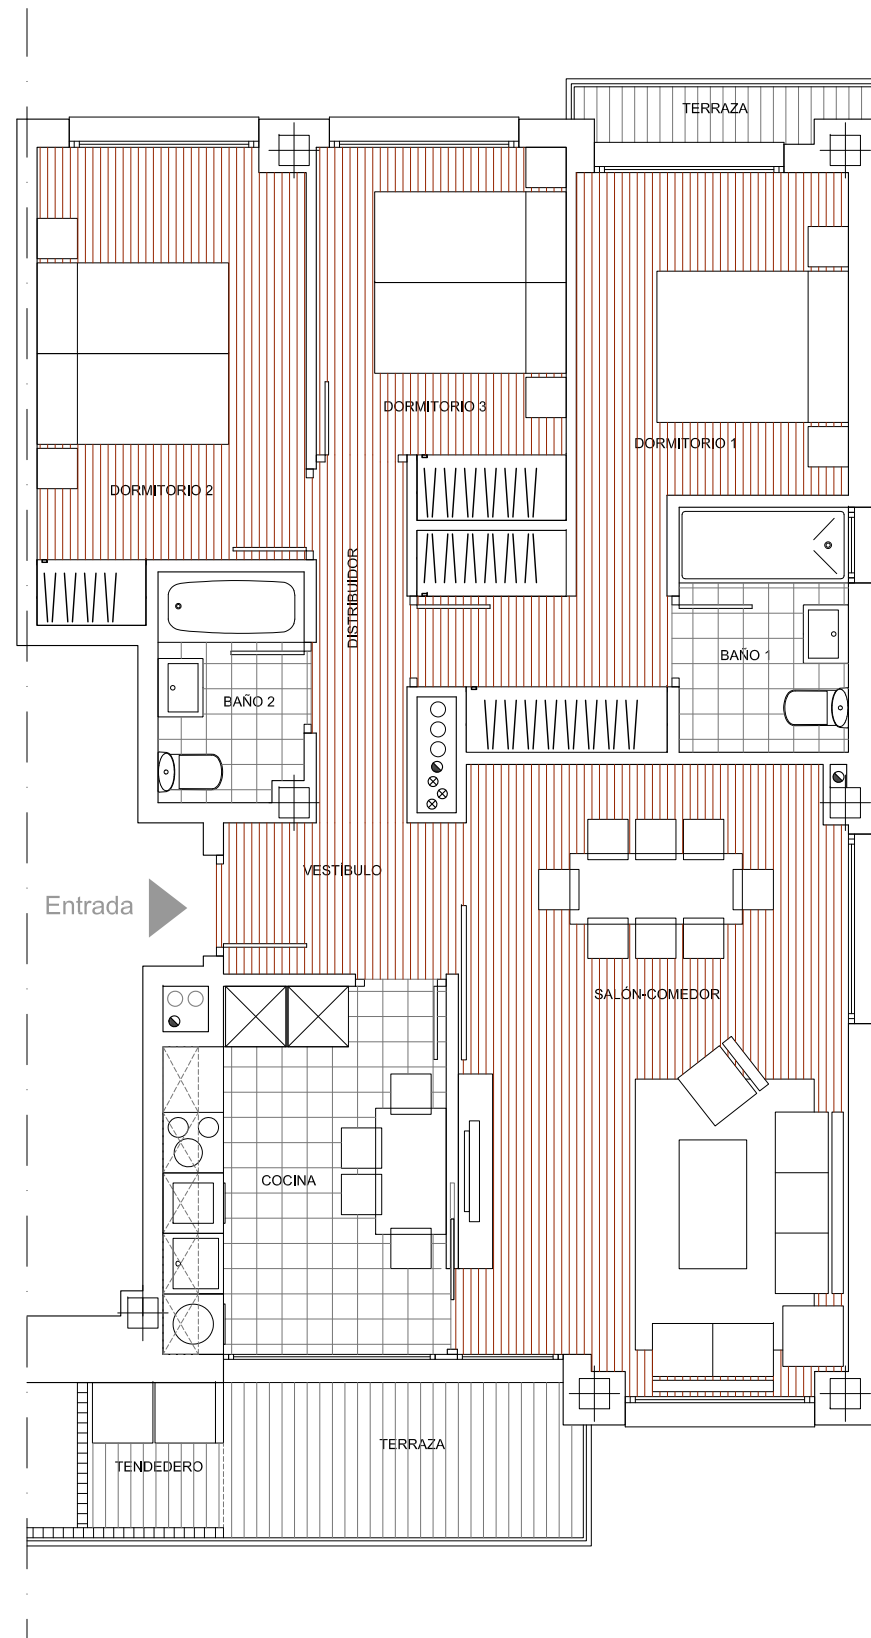 TERRAZA
DORMITORIO 3
DORMITORIO 1
DORMITORIO 2
DISTRIBUIDOR
BAÑO 1
BAÑO 2
VESTÍBULO
Entrada
SALÓN-COMEDOR
COCINA
TERRAZA
TENDEDERO